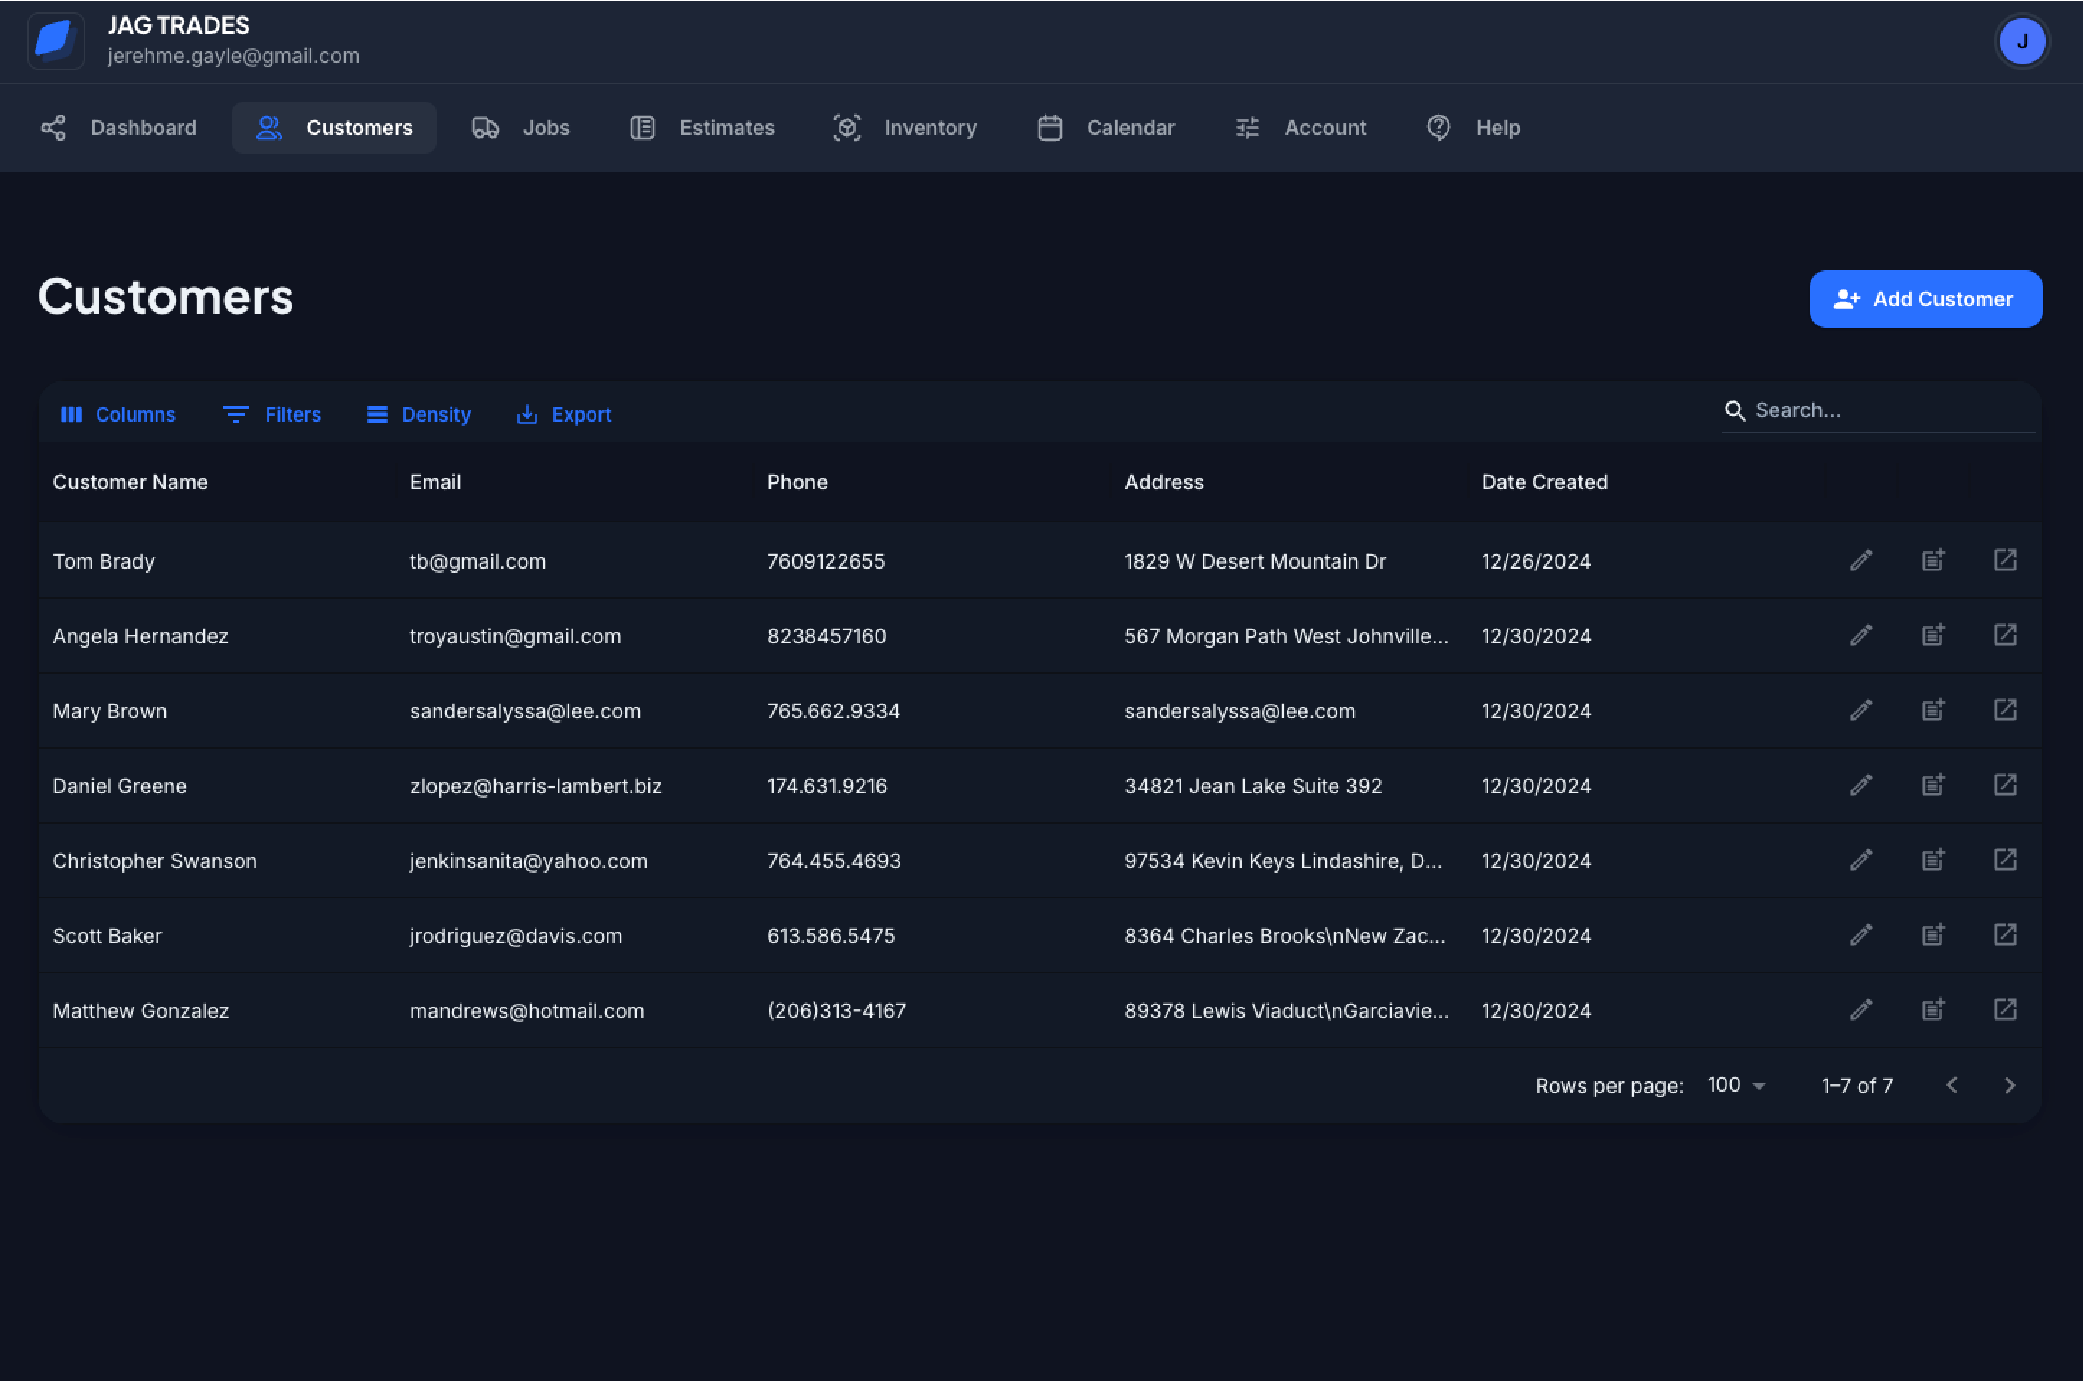 JAG TRADES
jerehme.gayle@gmail.com
J
Dashboard Customers Jobs Estimates Inventory Calendar Account Help
Customers
Add Customer
Columns Filters Density Export Search...
Customer Name Email Phone Address Date Created
Tom Brady tb@gmail.com 7609122655 1829 W Desert Mountain Dr 12/26/2024
Angela Hernandez troyaustin@gmail.com 8238457160 567 Morgan Path West Johnville... 12/30/2024
Mary Brown sandersalyssa@lee.com 765.662.9334 sandersalyssa@lee.com 12/30/2024
Daniel Greene zlopez@harris-lambert.biz 174.631.9216 34821 Jean Lake Suite 392 12/30/2024
Christopher Swanson jenkinsanita@yahoo.com 764.455.4693 97534 Kevin Keys Lindashire, D... 12/30/2024
Scott Baker jrodriguez@davis.com 613.586.5475 8364 Charles Brooks\nNew Zac... 12/30/2024
Matthew Gonzalez mandrews@hotmail.com (206)313-4167 89378 Lewis Viaduct\nGarciavie... 12/30/2024
Rows per page: 100 1–7 of 7